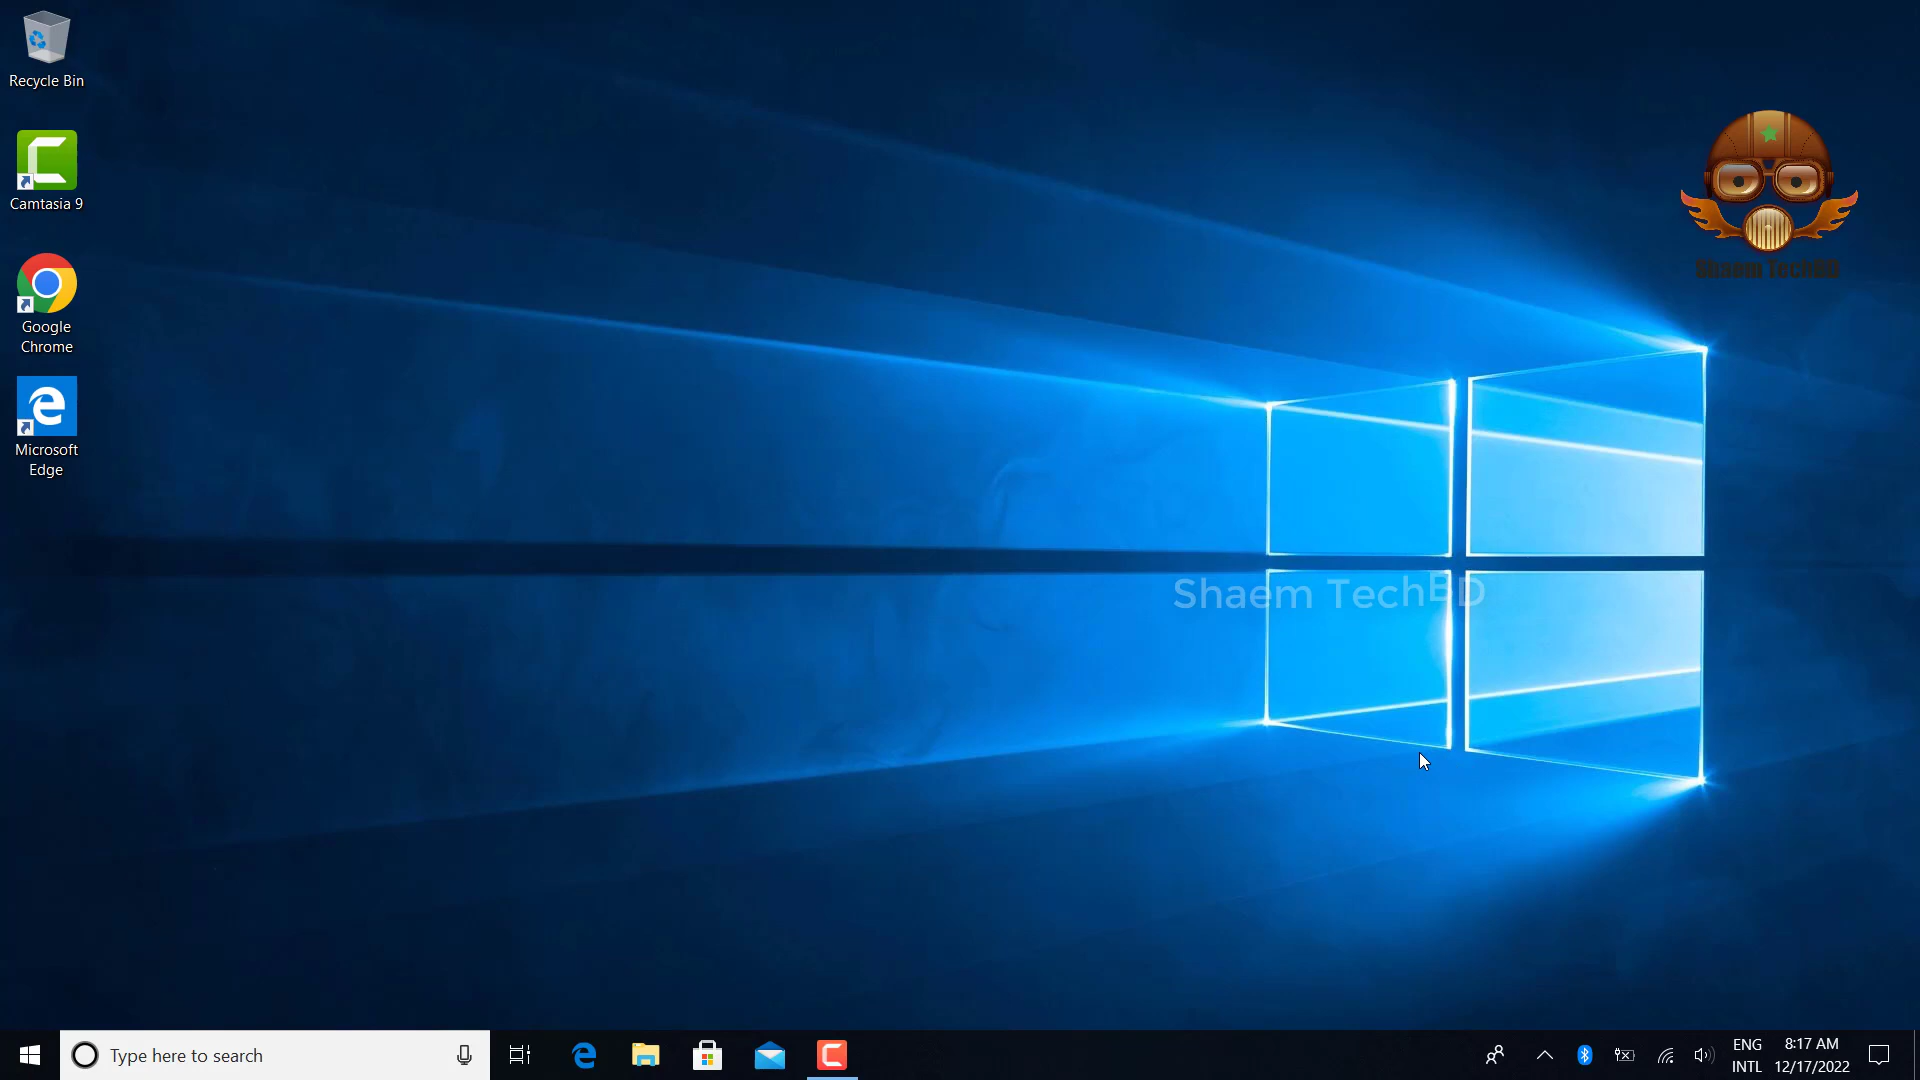 Recycle Bin
Camtasia 9
Google
Chrome
Microsoft
Edge
Shaem TechBD
Shaem TechBD
Type here to search
ENG
INTL
8:17 AM
12/17/2022